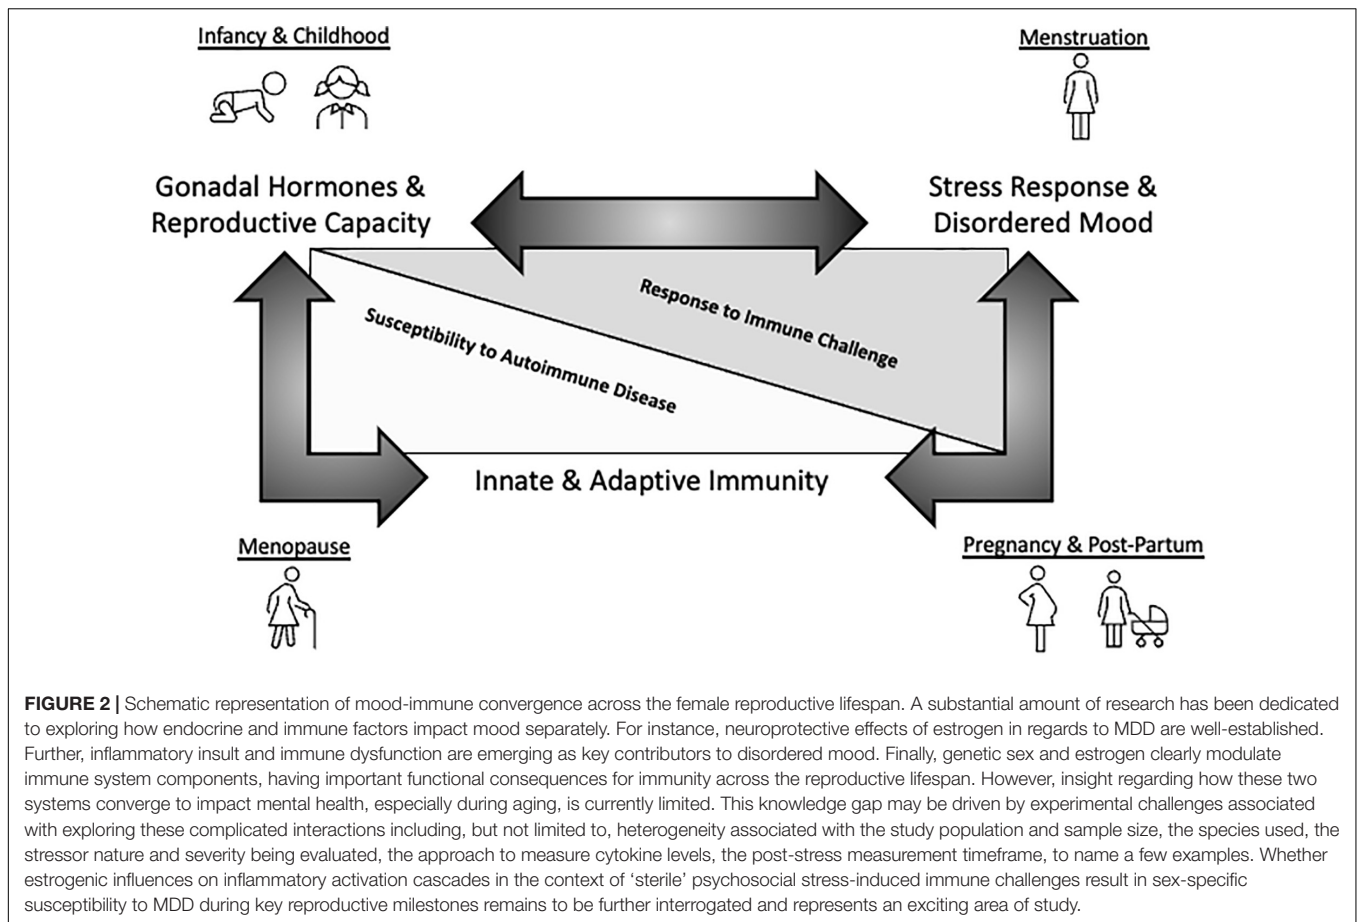 Infancy & Childhood
Menstruation
Gonadal Hormones &
Reproductive Capacity
Stress Response &
Disordered Mood
Response to Immune Challenge
Susceptibility to Autoimmune Disease
Innate & Adaptive Immunity
Menopause
Pregnancy & Post-Partum
FIGURE 2 | Schematic representation of mood-immune convergence across the female reproductive lifespan. A substantial amount of research has been dedicated
to exploring how endocrine and immune factors impact mood separately. For instance, neuroprotective effects of estrogen in regards to MDD are well-established.
Further, inflammatory insult and immune dysfunction are emerging as key contributors to disordered mood. Finally, genetic sex and estrogen clearly modulate
immune system components, having important functional consequences for immunity across the reproductive lifespan. However, insight regarding how these two
systems converge to impact mental health, especially during aging, is currently limited. This knowledge gap may be driven by experimental challenges associated
with exploring these complicated interactions including, but not limited to, heterogeneity associated with the study population and sample size, the species used, the
stressor nature and severity being evaluated, the approach to measure cytokine levels, the post-stress measurement timeframe, to name a few examples. Whether
estrogenic influences on inflammatory activation cascades in the context of ‘sterile’ psychosocial stress-induced immune challenges result in sex-specific
susceptibility to MDD during key reproductive milestones remains to be further interrogated and represents an exciting area of study.